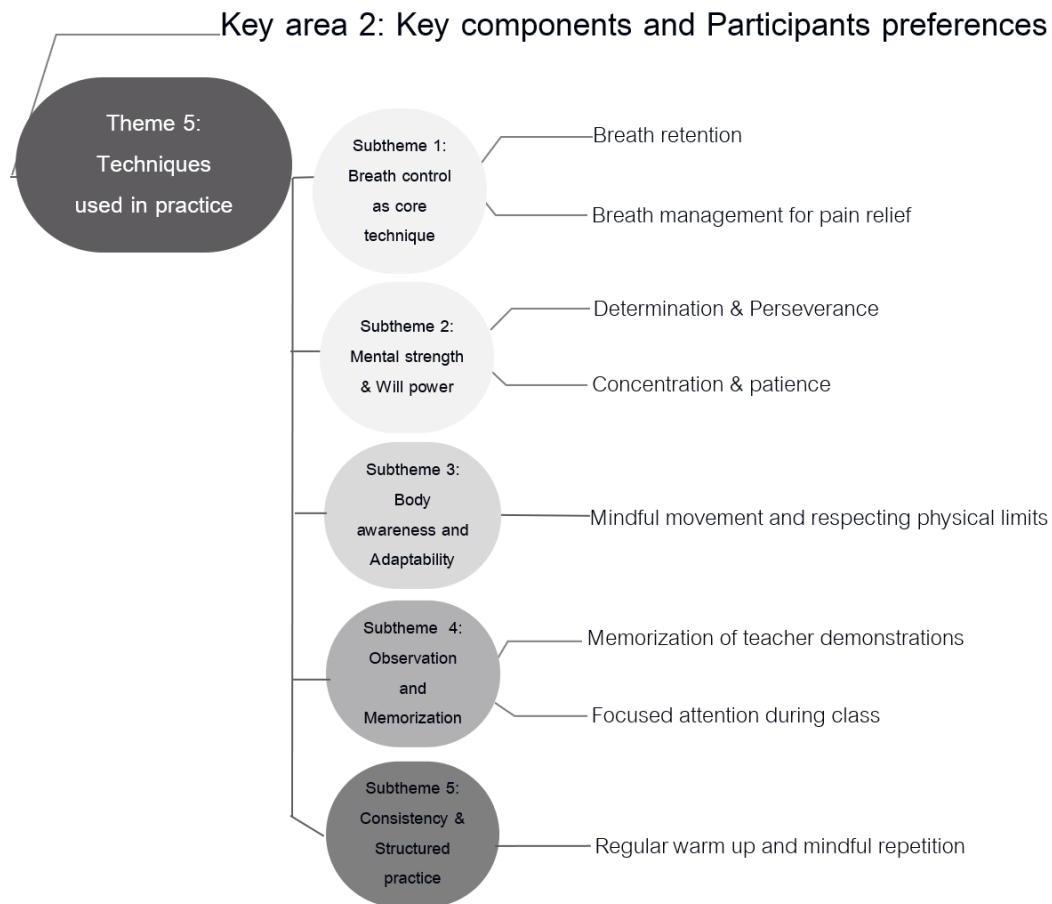 Key area 2: Key components and Participants preferences
Theme 5:
Techniques
used in practice
Subtheme 1:
Breath control
as core
technique
Breath retention
Breath management for pain relief
Subtheme 2:
Mental strength
& Will power
Determination & Perseverance
Concentration & patience
Subtheme 3:
Body
awareness and
Adaptability
Mindful movement and respecting physical limits
Subtheme 4:
Observation
and
Memorization
Memorization of teacher demonstrations
Focused attention during class
Subtheme 5:
Consistency &
Structured
practice
Regular warm up and mindful repetition